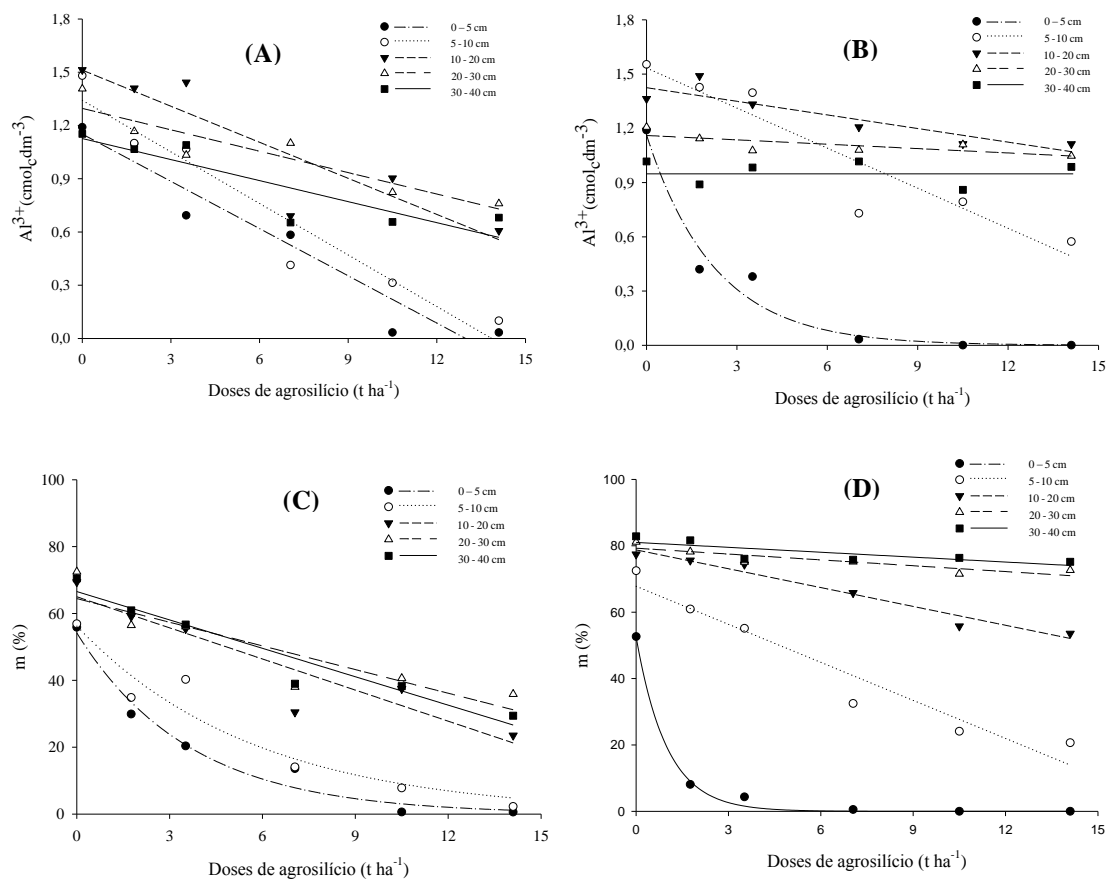 (A)
0 – 5 cm
5 - 10 cm
10 - 20 cm
20 - 30 cm
30 - 40 cm
Al³⁺(cmol_cdm⁻³)
1,8
1,5
1,2
0,9
0,6
0,3
0,0
0 3 6 9 12 15
Doses de agrosilício (t ha⁻¹)
(B)
0 – 5 cm
5 - 10 cm
10 - 20 cm
20 - 30 cm
30 - 40 cm
Al³⁺(cmol_cdm⁻³)
1,8
1,5
1,2
0,9
0,6
0,3
0,0
0 3 6 9 12 15
Doses de agrosilício (t ha⁻¹)
(C)
0 – 5 cm
5 - 10 cm
10 - 20 cm
20 - 30 cm
30 - 40 cm
m (%)
100
80
60
40
20
0
0 3 6 9 12 15
Doses de agrosilício (t ha⁻¹)
(D)
0 – 5 cm
5 - 10 cm
10 - 20 cm
20 - 30 cm
30 - 40 cm
m (%)
100
80
60
40
20
0
0 3 6 9 12 15
Doses de agrosilício (t ha⁻¹)